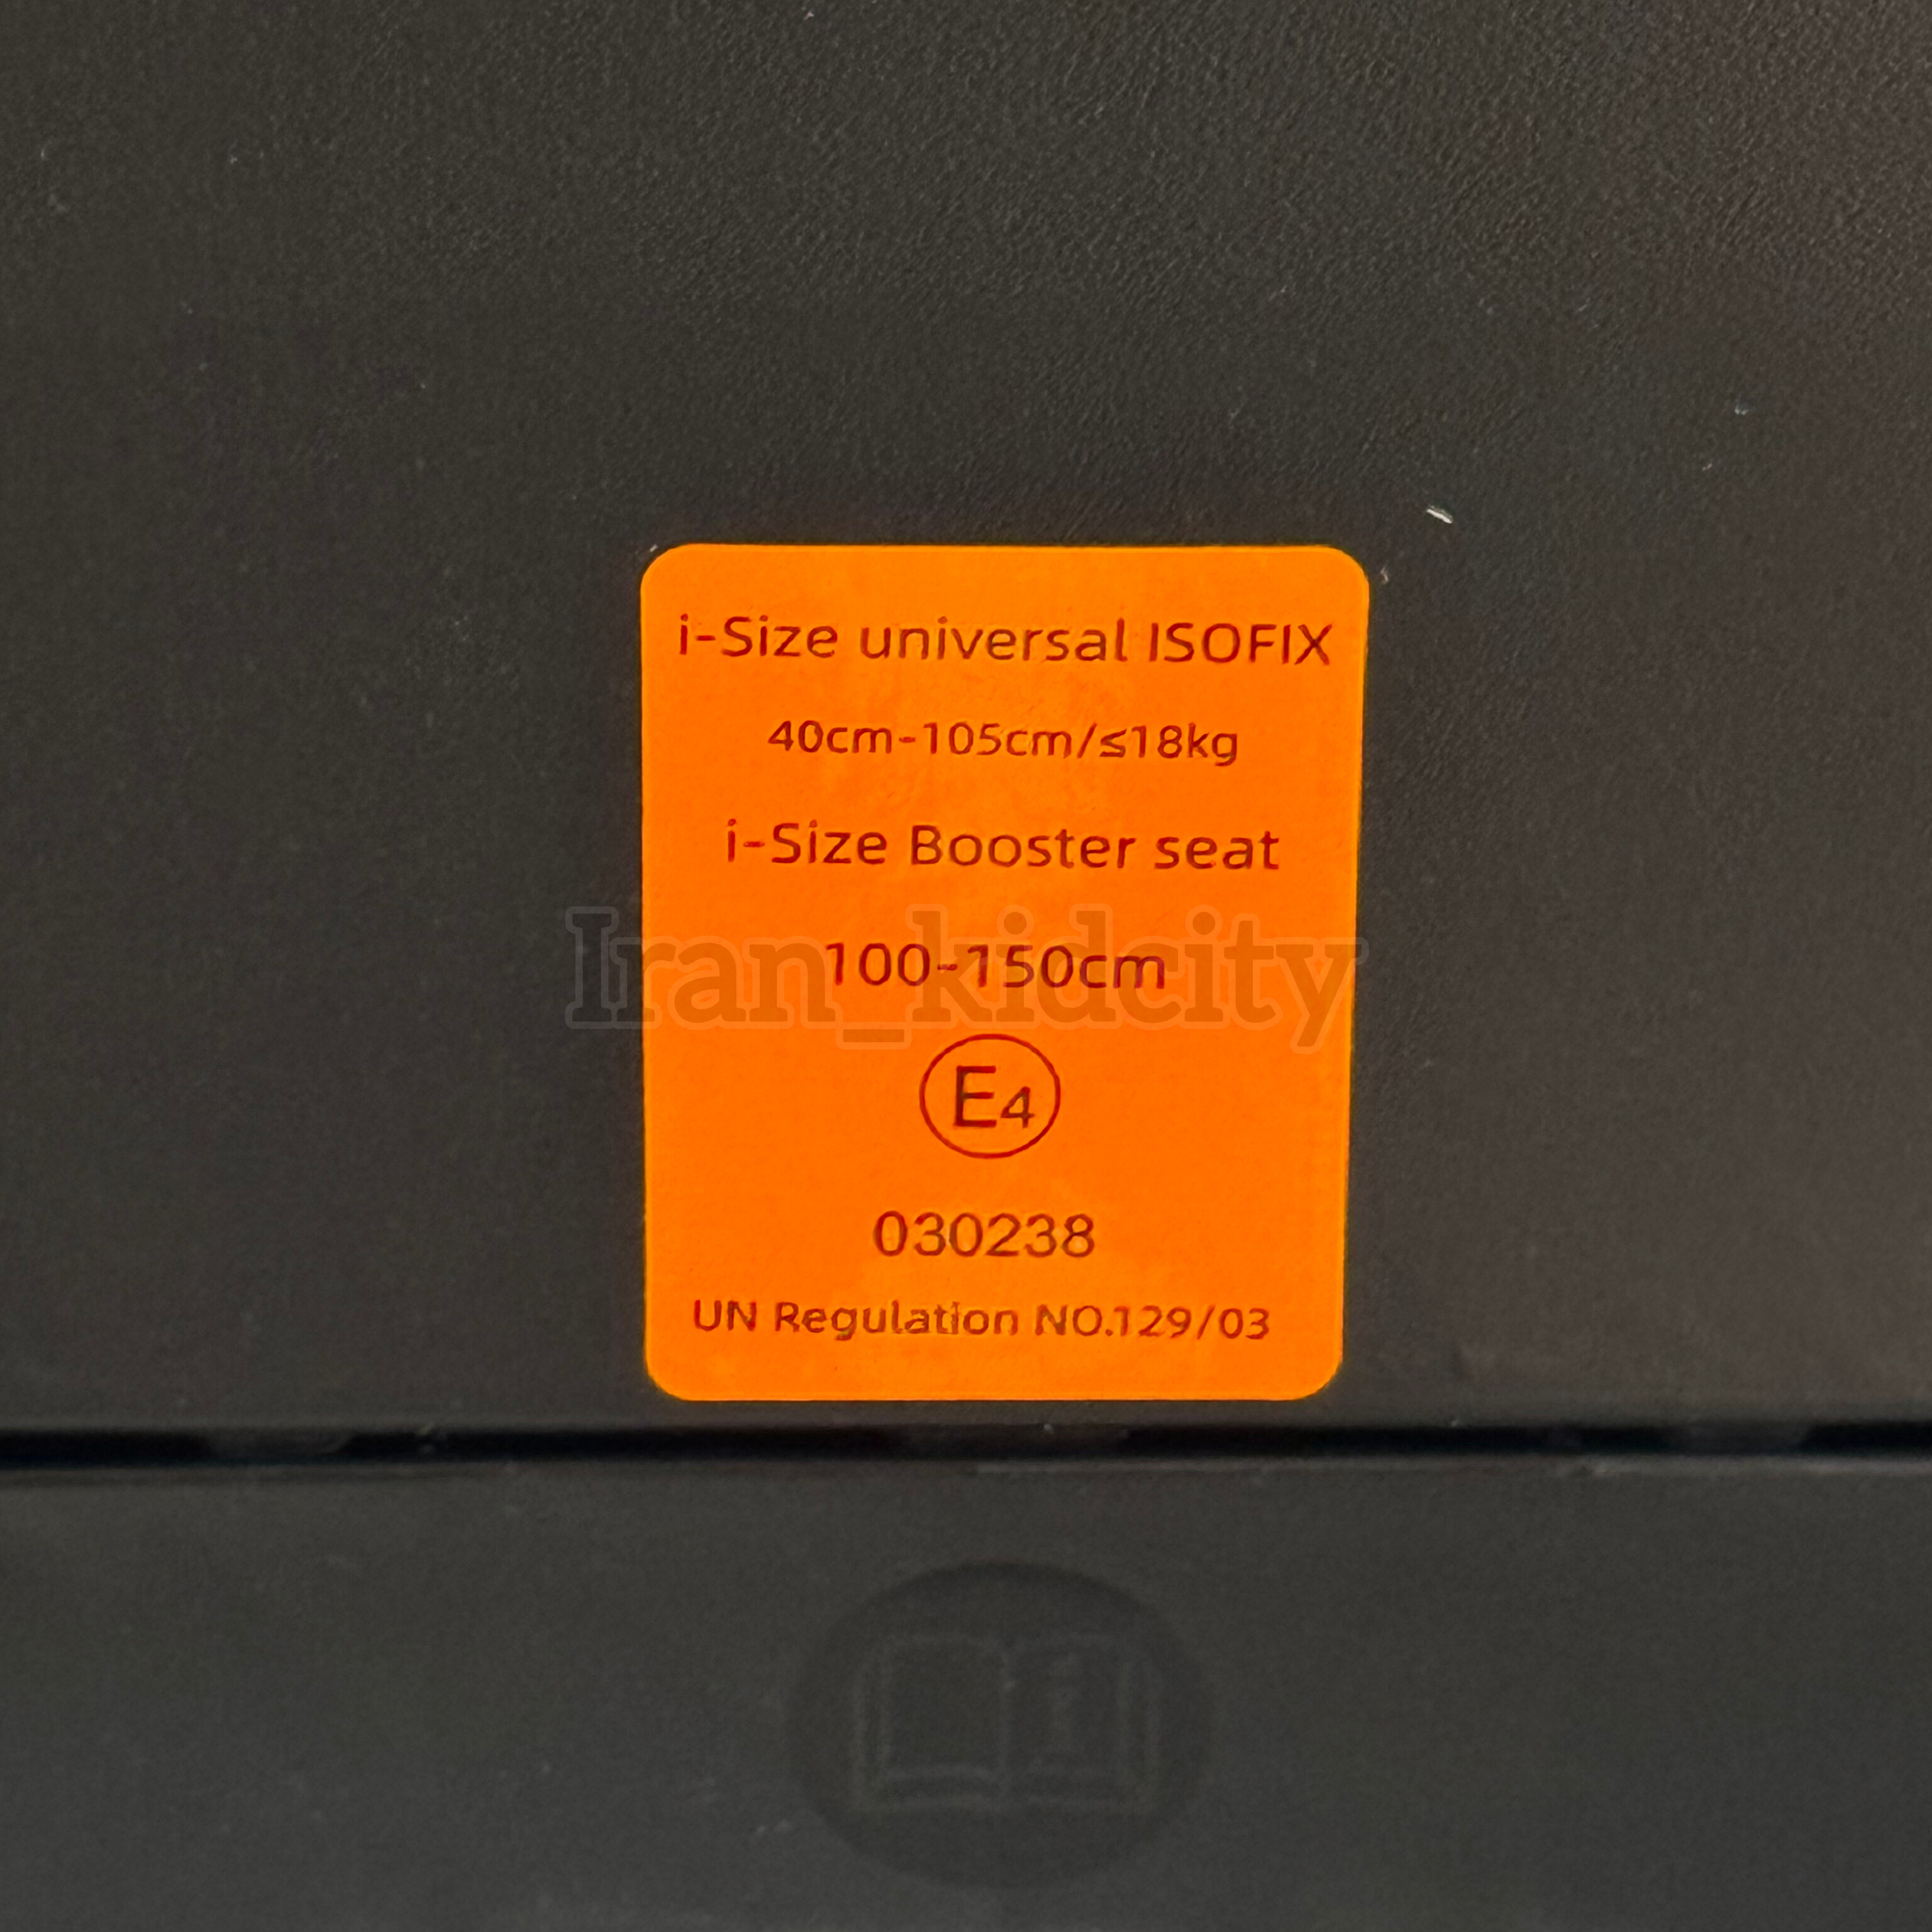 i-Size universal ISOFIX
40cm-105cm/≤18kg
i-Size Booster seat
100-150cm
Iran_kidcity
E4
030238
UN Regulation NO.129/03